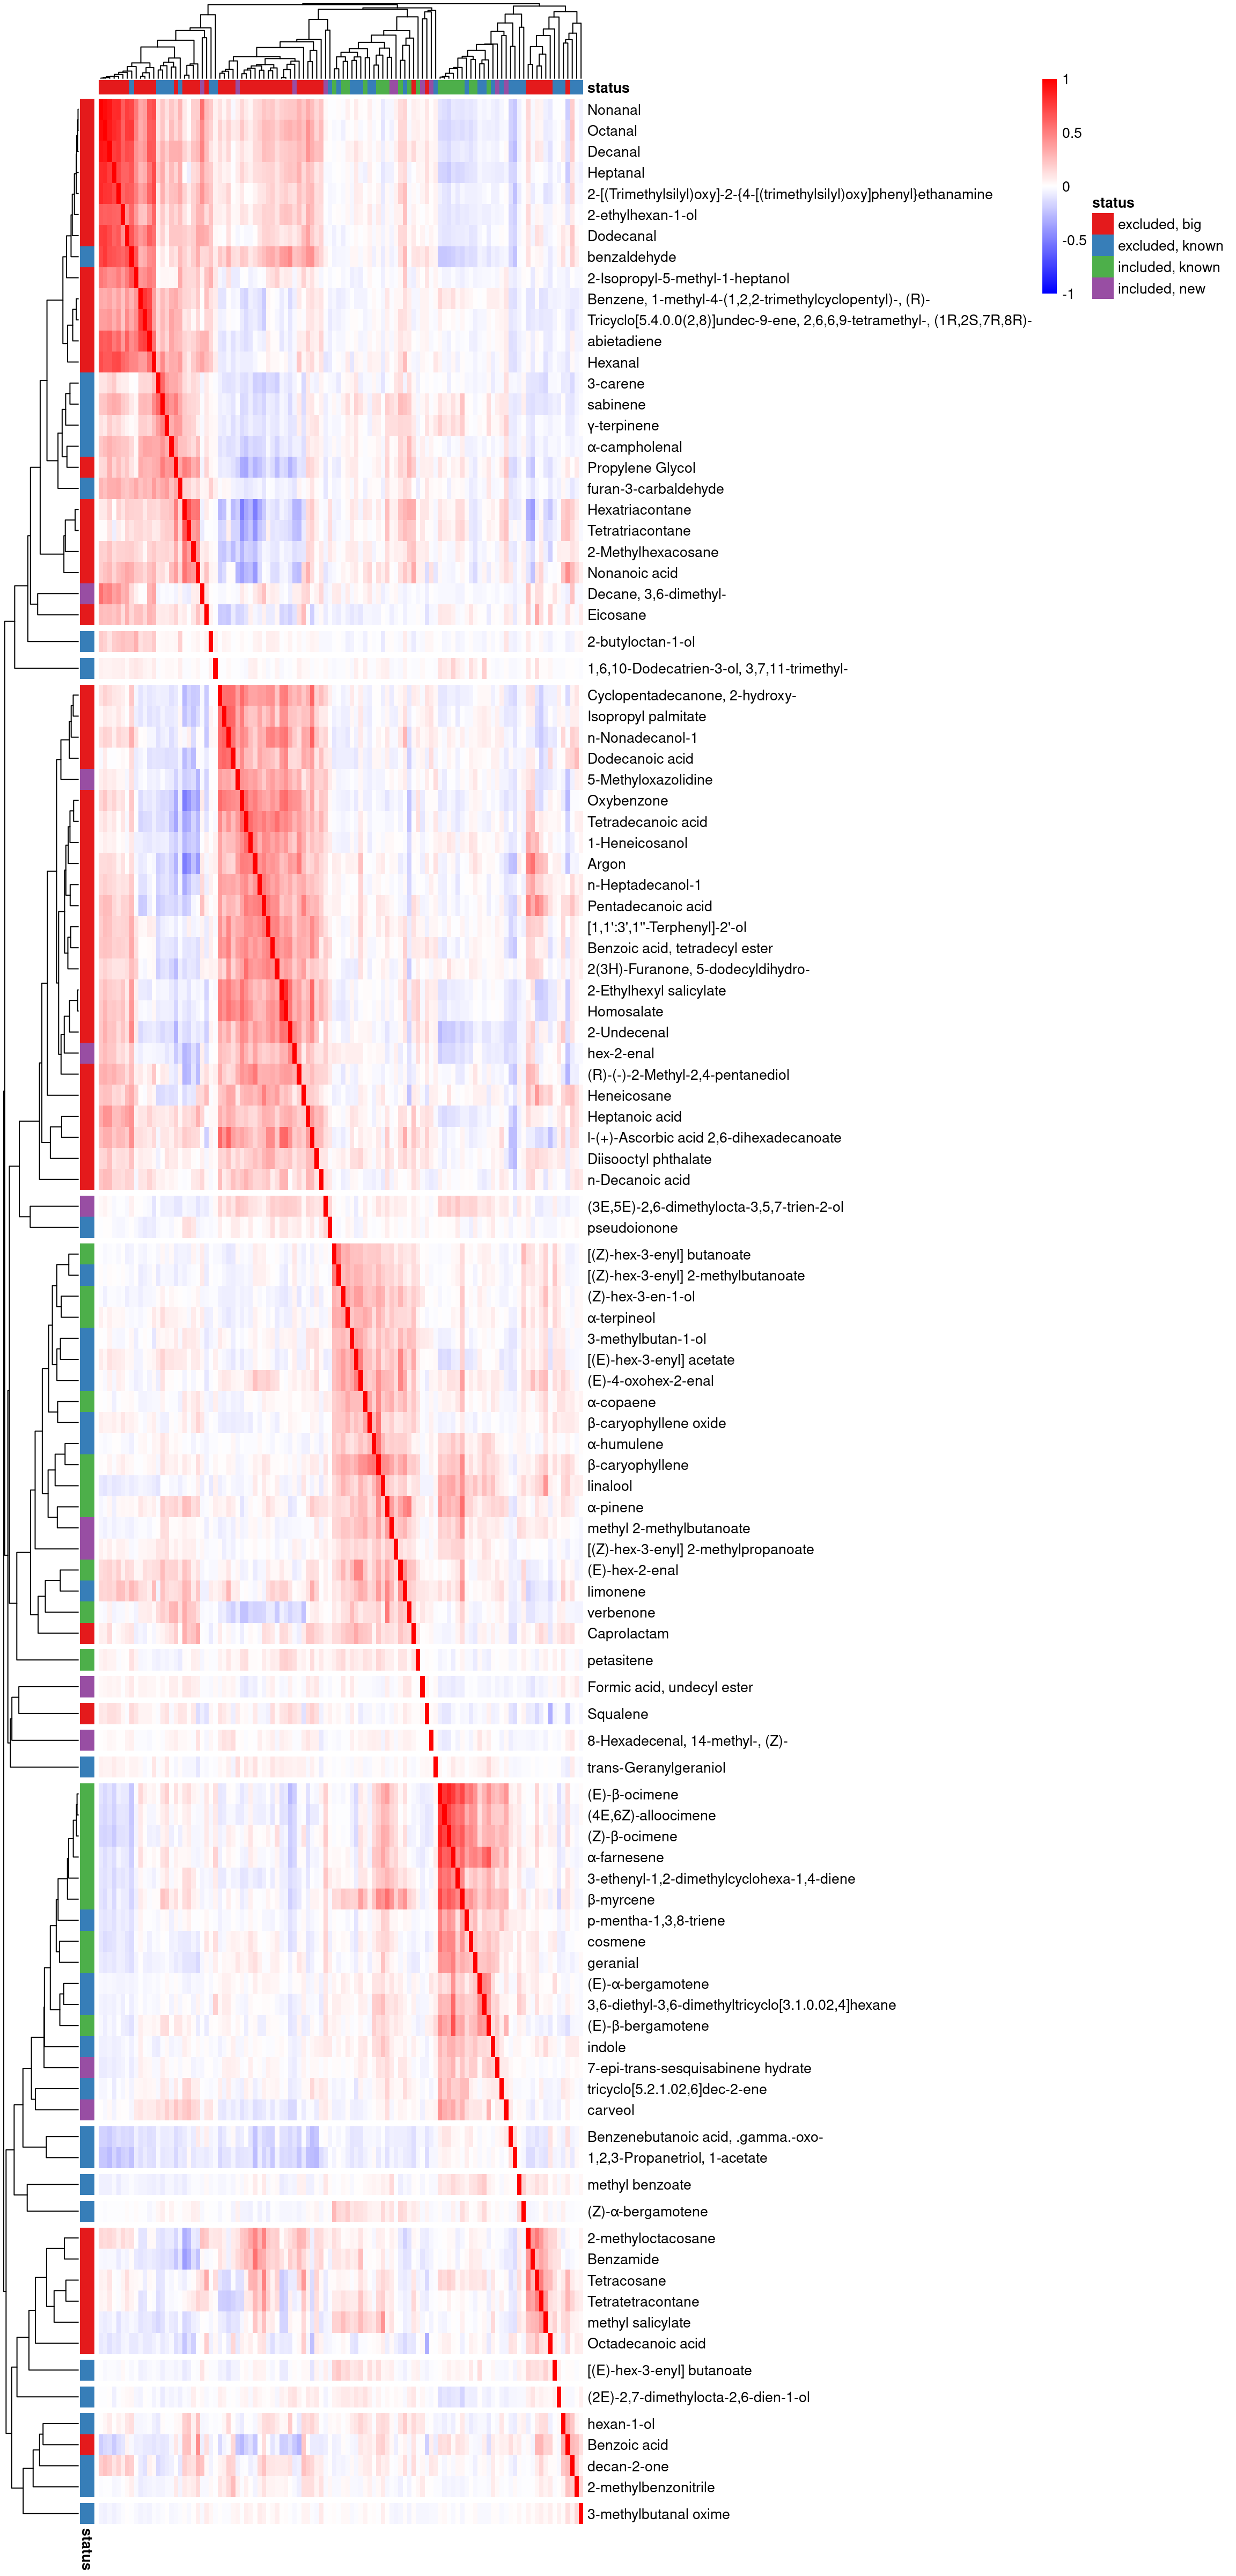 status
Nonanal
Octanal
Decanal
Heptanal
2-[(Trimethylsilyl)oxy]-2-{4-[(trimethylsilyl)oxy]phenyl}ethanamine
2-ethylhexan-1-ol
Dodecanal
benzaldehyde
2-Isopropyl-5-methyl-1-heptanol
Benzene, 1-methyl-4-(1,2,2-trimethylcyclopentyl)-, (R)-
Tricyclo[5.4.0.0(2,8)]undec-9-ene, 2,6,6,9-tetramethyl-, (1R,2S,7R,8R)-
abietadiene
Hexanal
3-carene
sabinene
γ-terpinene
α-campholenal
Propylene Glycol
furan-3-carbaldehyde
Hexatriacontane
Tetratriacontane
2-Methylhexacosane
Nonanoic acid
Decane, 3,6-dimethyl-
Eicosane
2-butyloctan-1-ol
1,6,10-Dodecatrien-3-ol, 3,7,11-trimethyl-
Cyclopentadecanone, 2-hydroxy-
Isopropyl palmitate
n-Nonadecanol-1
Dodecanoic acid
5-Methyloxazolidine
Oxybenzone
Tetradecanoic acid
1-Heneicosanol
Argon
n-Heptadecanol-1
Pentadecanoic acid
[1,1':3',1''-Terphenyl]-2'-ol
Benzoic acid, tetradecyl ester
2(3H)-Furanone, 5-dodecyldihydro-
2-Ethylhexyl salicylate
Homosalate
2-Undecenal
hex-2-enal
(R)-(-)-2-Methyl-2,4-pentanediol
Heneicosane
Heptanoic acid
l-(+)-Ascorbic acid 2,6-dihexadecanoate
Diisooctyl phthalate
n-Decanoic acid
(3E,5E)-2,6-dimethylocta-3,5,7-trien-2-ol
pseudoionone
[(Z)-hex-3-enyl] butanoate
[(Z)-hex-3-enyl] 2-methylbutanoate
(Z)-hex-3-en-1-ol
α-terpineol
3-methylbutan-1-ol
[(E)-hex-3-enyl] acetate
(E)-4-oxohex-2-enal
α-copaene
β-caryophyllene oxide
α-humulene
β-caryophyllene
linalool
α-pinene
methyl 2-methylbutanoate
[(Z)-hex-3-enyl] 2-methylpropanoate
(E)-hex-2-enal
limonene
verbenone
Caprolactam
petasitene
Formic acid, undecyl ester
Squalene
8-Hexadecenal, 14-methyl-, (Z)-
trans-Geranylgeraniol
(E)-β-ocimene
(4E,6Z)-alloocimene
(Z)-β-ocimene
α-farnesene
3-ethenyl-1,2-dimethylcyclohexa-1,4-diene
β-myrcene
p-mentha-1,3,8-triene
cosmene
geranial
(E)-α-bergamotene
3,6-diethyl-3,6-dimethyltricyclo[3.1.0.02,4]hexane
(E)-β-bergamotene
indole
7-epi-trans-sesquisabinene hydrate
tricyclo[5.2.1.02,6]dec-2-ene
carveol
Benzenebutanoic acid, .gamma.-oxo-
1,2,3-Propanetriol, 1-acetate
methyl benzoate
(Z)-α-bergamotene
2-methyloctacosane
Benzamide
Tetracosane
Tetratetracontane
methyl salicylate
Octadecanoic acid
[(E)-hex-3-enyl] butanoate
(2E)-2,7-dimethylocta-2,6-dien-1-ol
hexan-1-ol
Benzoic acid
decan-2-one
2-methylbenzonitrile
3-methylbutanal oxime
status
1
0.5
0
-0.5
-1
status
excluded, big
excluded, known
included, known
included, new